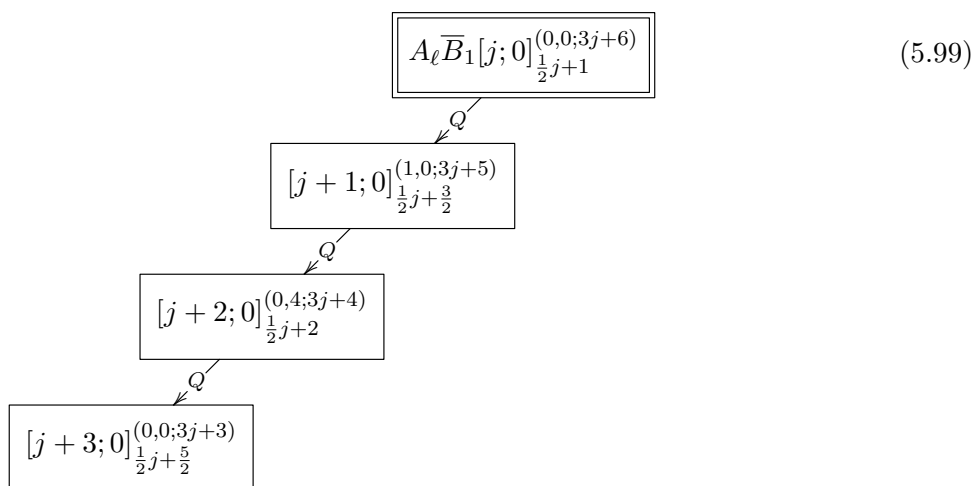 $A_\ell \overline{B}_1[j;0]^{(0,0;3j+6)}_{\frac{1}{2}j+1}$ (5.99)
Q
$[j+1;0]^{(1,0;3j+5)}_{\frac{1}{2}j+\frac{3}{2}}$
Q
$[j+2;0]^{(0,4;3j+4)}_{\frac{1}{2}j+2}$
Q
$[j+3;0]^{(0,0;3j+3)}_{\frac{1}{2}j+\frac{5}{2}}$